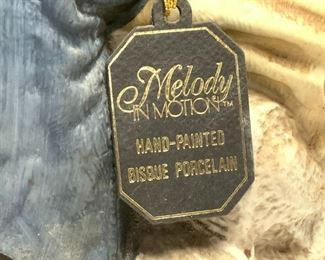 Melody
IN MOTION™
HAND-PAINTED
BISQUE PORCELAIN